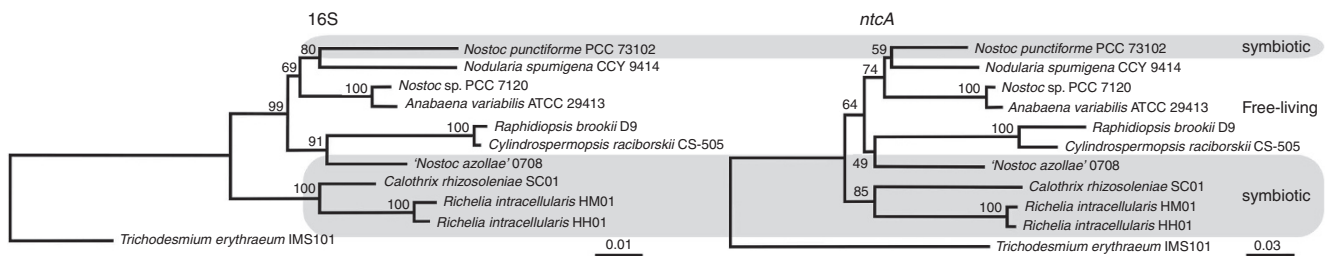 16S ntcA
80 Nostoc punctiforme PCC 73102 59 Nostoc punctiforme PCC 73102 symbiotic
69 Nodularia spumigena CCY 9414 74 Nodularia spumigena CCY 9414
100 Nostoc sp. PCC 7120 100 Nostoc sp. PCC 7120
99 Anabaena variabilis ATCC 29413 64 Anabaena variabilis ATCC 29413 Free-living
100 Raphidiopsis brookii D9 100 Raphidiopsis brookii D9
91 Cylindrospermopsis raciborskii CS-505 Cylindrospermopsis raciborskii CS-505
'Nostoc azollae' 0708 49 'Nostoc azollae' 0708
100 Calothrix rhizosoleniae SC01 85 Calothrix rhizosoleniae SC01 symbiotic
100 Richelia intracellularis HM01 100 Richelia intracellularis HM01
Richelia intracellularis HH01 Richelia intracellularis HH01
Trichodesmium erythraeum IMS101 0.01 Trichodesmium erythraeum IMS101 0.03